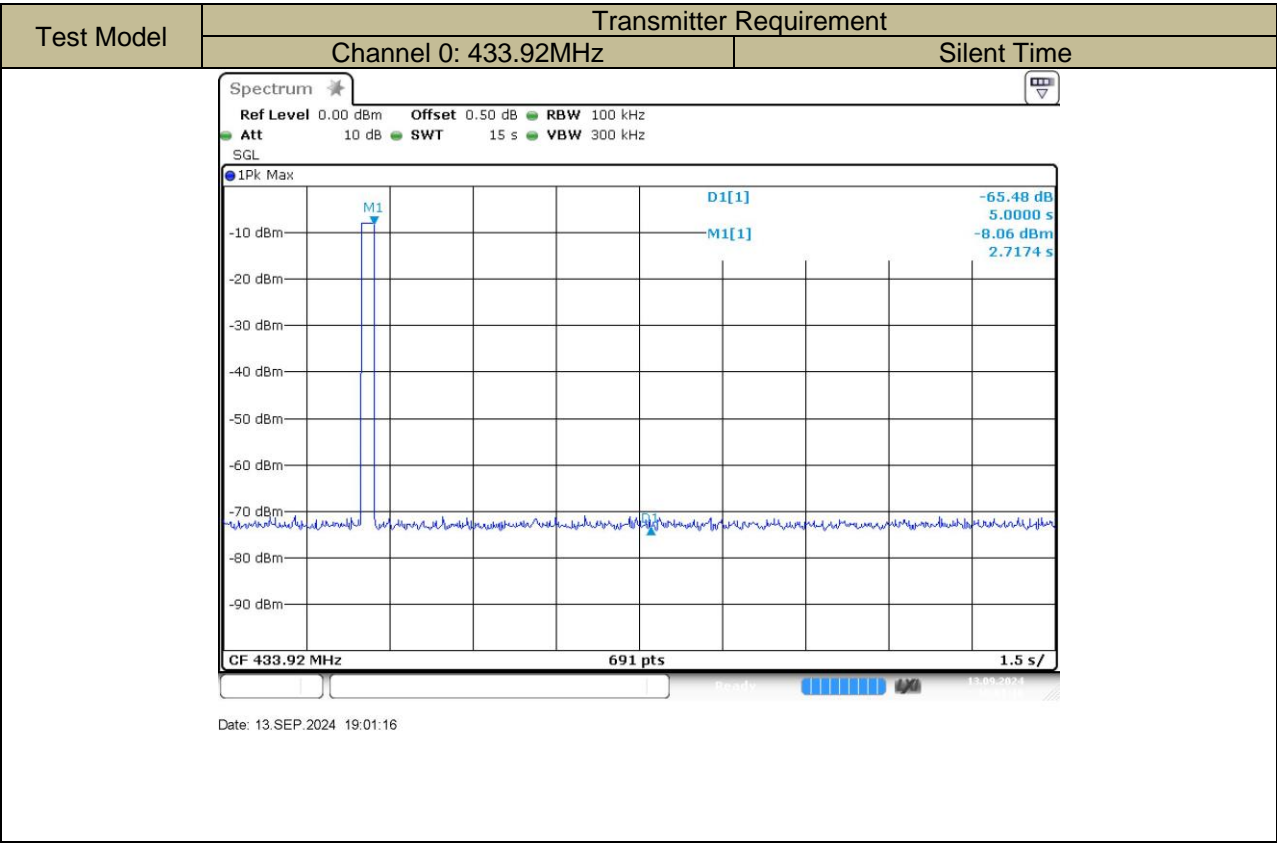 Test Model
Transmitter Requirement
Channel 0: 433.92MHz
Silent Time
Spectrum
Ref Level 0.00 dBm Offset 0.50 dB RBW 100 kHz
Att 10 dB SWT 15 s VBW 300 kHz
SGL
1Pk Max
D1[1] -65.48 dB
5.0000 s
M1[1] -8.06 dBm
2.7174 s
M1
-10 dBm
-20 dBm
-30 dBm
-40 dBm
-50 dBm
-60 dBm
-70 dBm
D1
-80 dBm
-90 dBm
CF 433.92 MHz 691 pts 1.5 s/
Ready
13.09.2024
Date: 13.SEP.2024 19:01:16